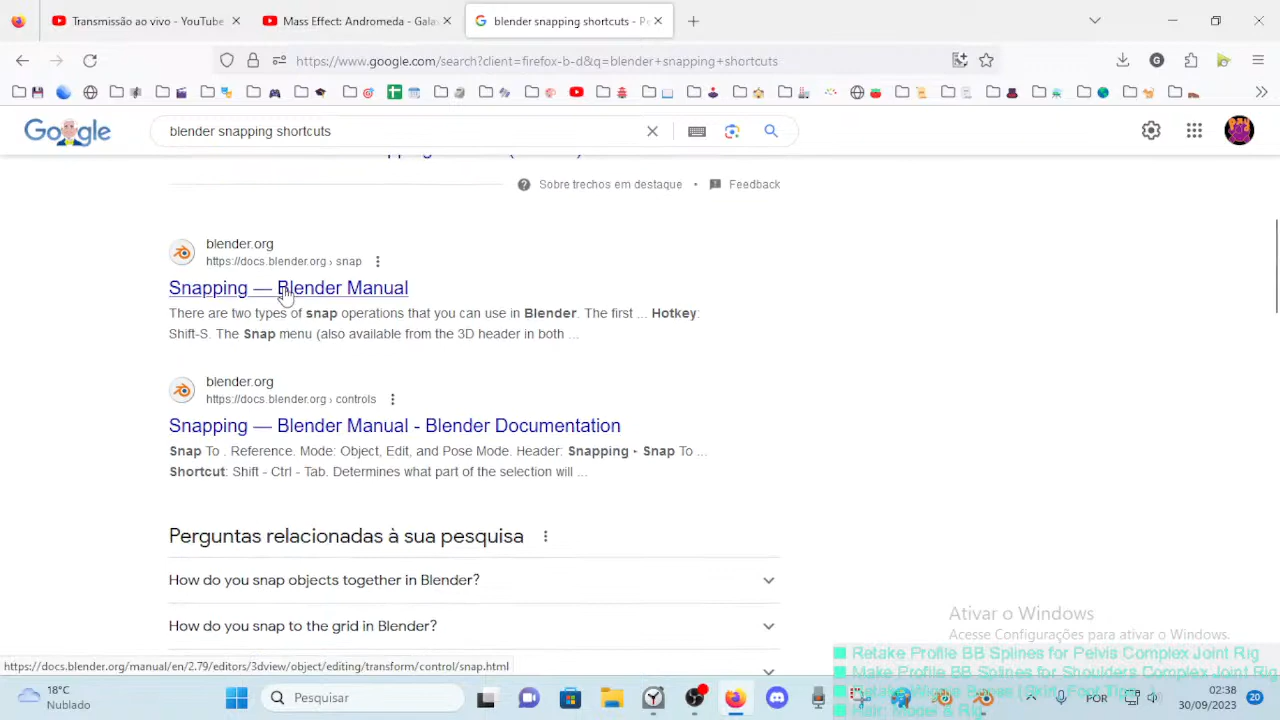 Transmissão ao vivo - YouTube
Mass Effect: Andromeda - Gala
blender snapping shortcuts - Pe
https://www.google.com/search?client=firefox-b-d&q=blender+snapping+shortcuts
Google
blender snapping shortcuts
Sobre trechos em destaque • Feedback
blender.org
https://docs.blender.org › snap
Snapping — Blender Manual
There are two types of snap operations that you can use in Blender. The first ... Hotkey:
Shift-S. The Snap menu (also available from the 3D header in both ...
blender.org
https://docs.blender.org › controls
Snapping — Blender Manual - Blender Documentation
Snap To . Reference. Mode: Object, Edit, and Pose Mode. Header: Snapping ‣ Snap To ...
Shortcut: Shift - Ctrl - Tab. Determines what part of the selection will ...
Perguntas relacionadas à sua pesquisa
How do you snap objects together in Blender?
How do you snap to the grid in Blender?
Ativar o Windows
Acesse Configurações para ativar o Windows.
Retake Profile BB Splines for Pelvis Complex Joint Rig
Make Profile BB Splines for Shoulders Complex Joint Rig
Hair: Model & Rig
https://docs.blender.org/manual/en/2.79/editors/3dview/object/editing/transform/control/snap.html
18°C
Nublado
Pesquisar
POR
02:38
30/09/2023
20